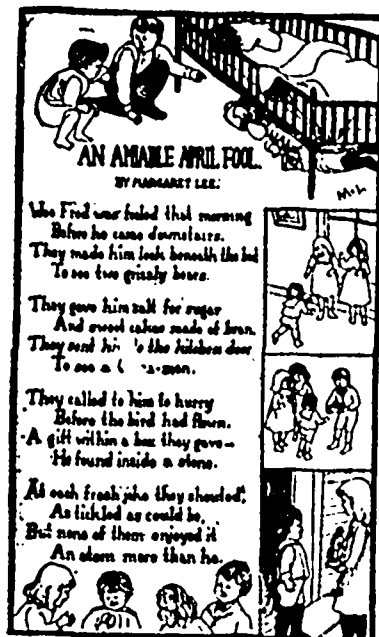 AN AMIABLE APRIL FOOL.
BY MARGARET LEE.
Wee Fred was fooled that morning
Before he came downstairs.
They made him look beneath the bed
To see two grizzly bears.
They gave him salt for sugar
And sweet cakes made of bran.
They sent him to the kitchen door
To see a
They called to him to hurry
Before the bird had flown.
A gift within a box they gave—
He found inside a stone.
At each fresh joke they shouted,
As tickled as could be,
But none of them enjoyed it
An atom more than he.